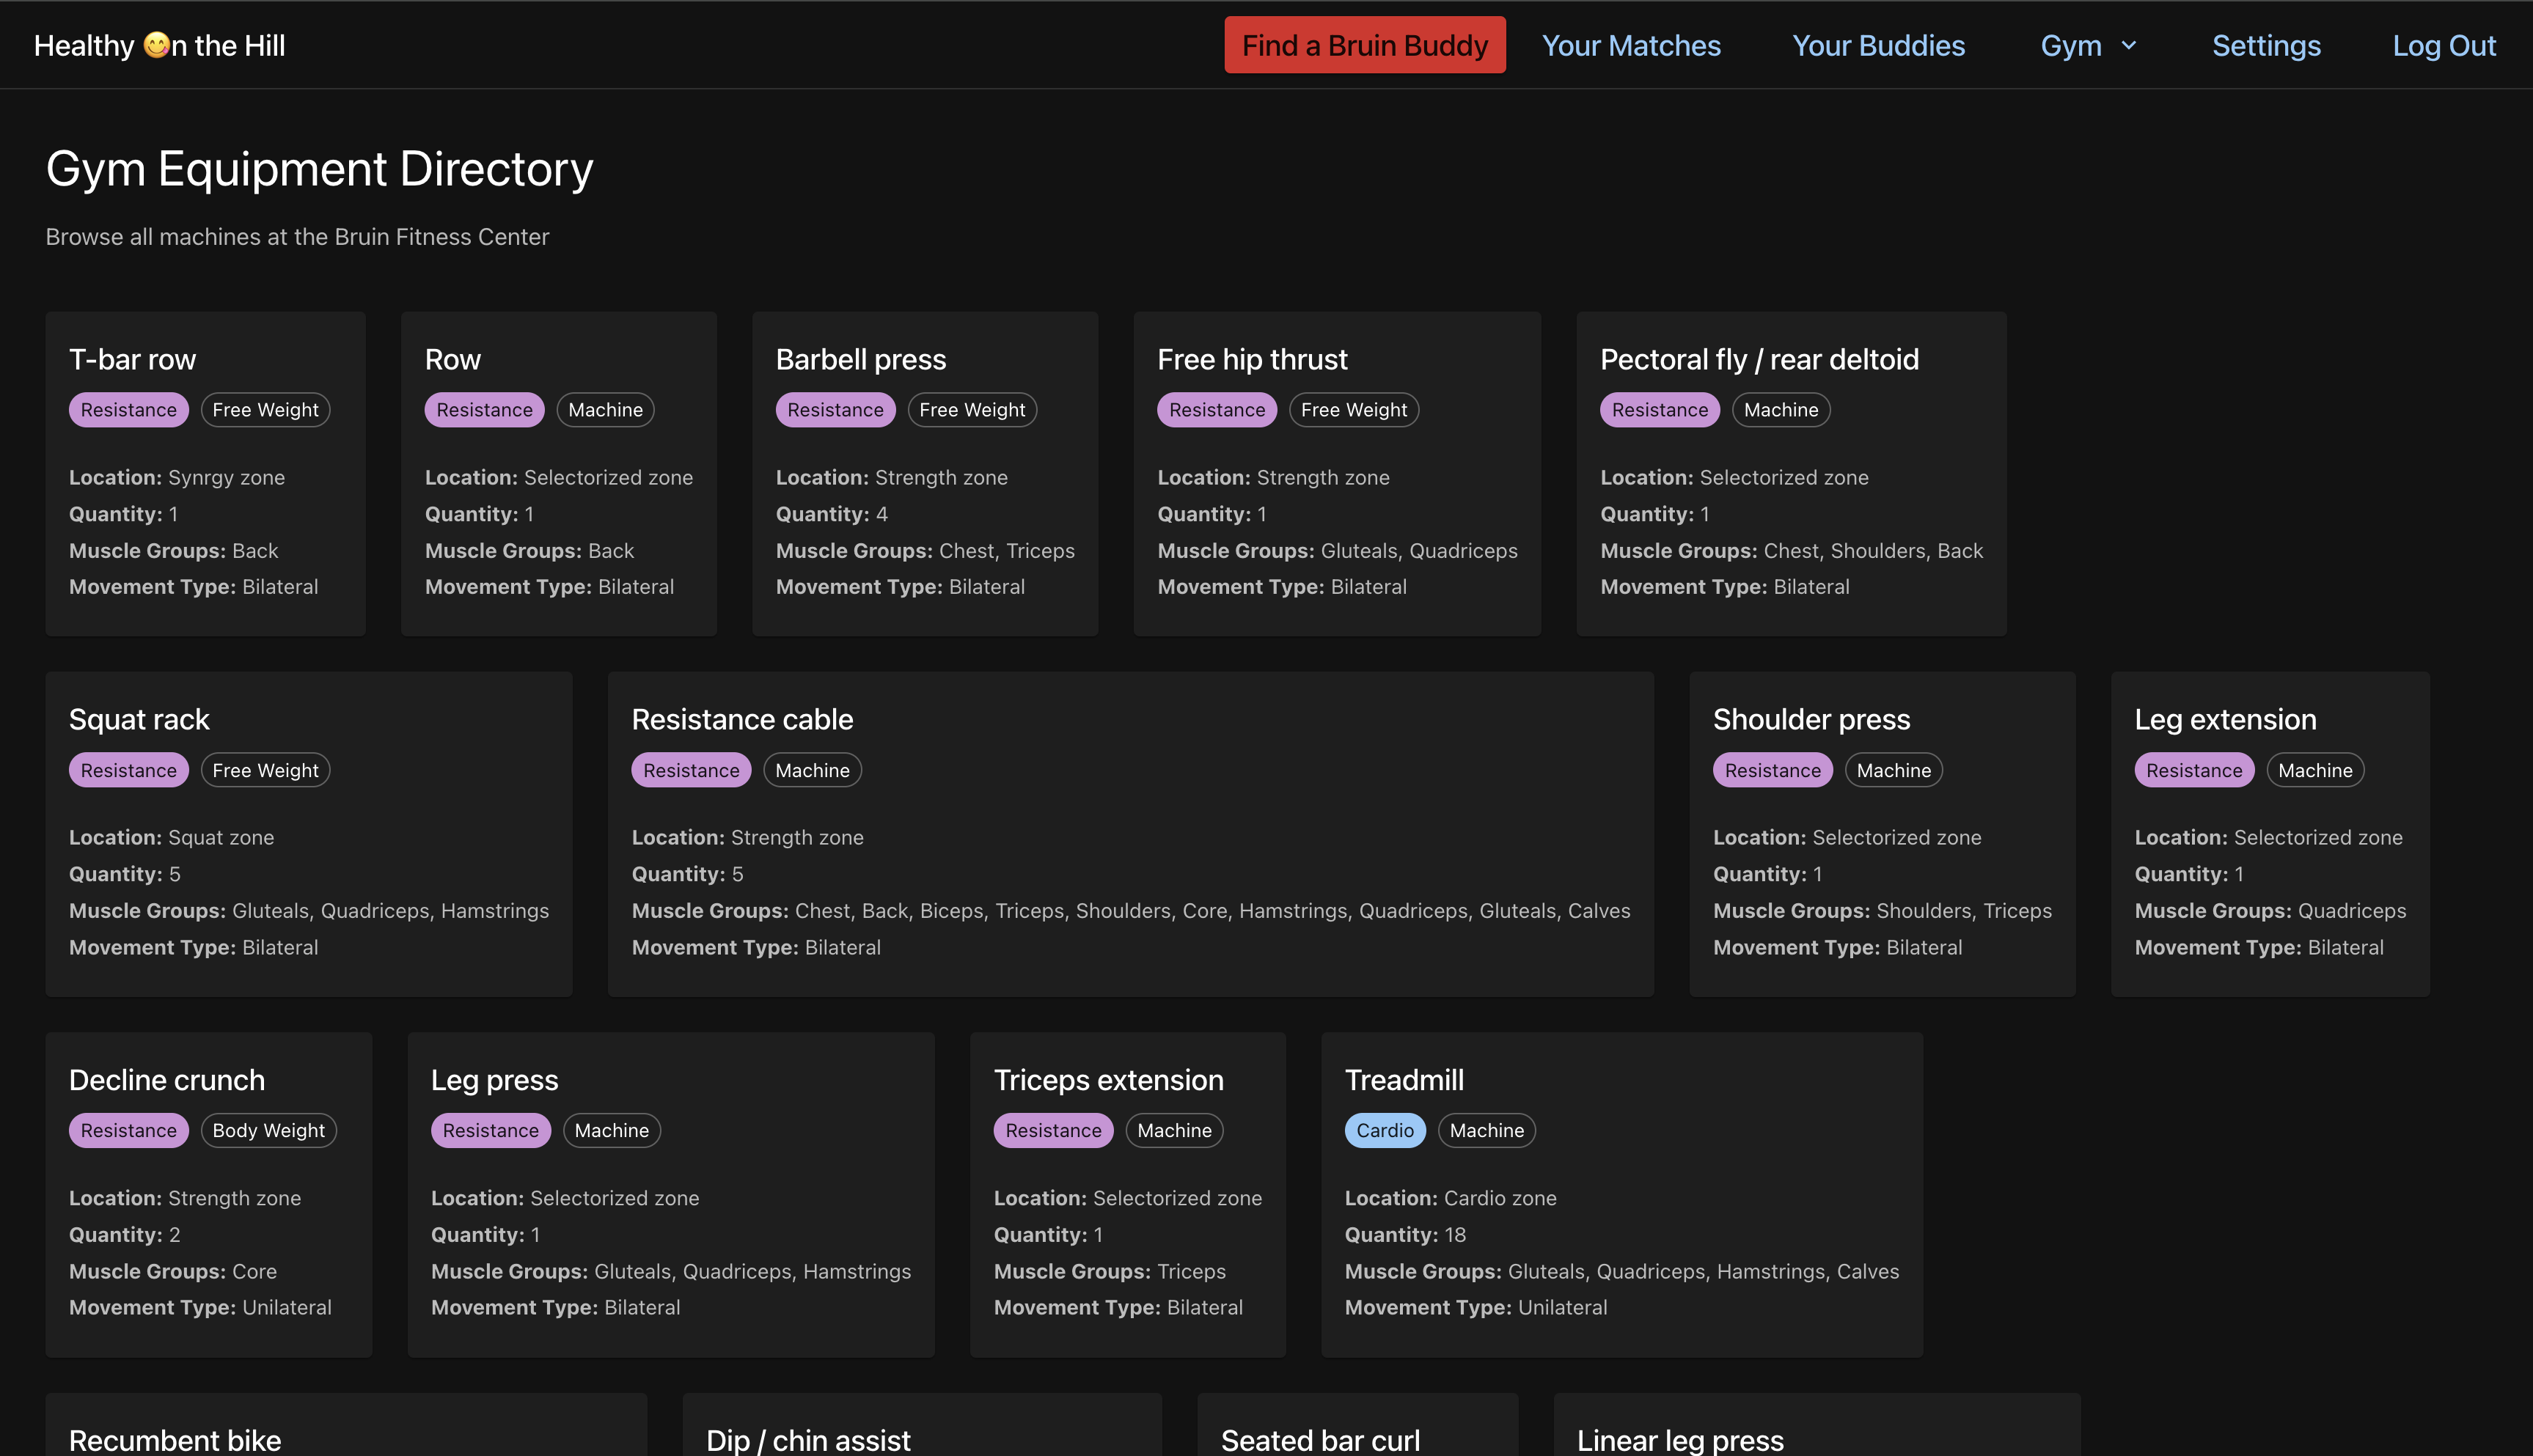 Healthy 😋n the Hill
Find a Bruin Buddy
Your Matches
Your Buddies
Gym
Settings
Log Out
Gym Equipment Directory
Browse all machines at the Bruin Fitness Center
T-bar row
Resistance
Free Weight
Location: Synrgy zone
Quantity: 1
Muscle Groups: Back
Movement Type: Bilateral
Row
Resistance
Machine
Location: Selectorized zone
Quantity: 1
Muscle Groups: Back
Movement Type: Bilateral
Barbell press
Resistance
Free Weight
Location: Strength zone
Quantity: 4
Muscle Groups: Chest, Triceps
Movement Type: Bilateral
Free hip thrust
Resistance
Free Weight
Location: Strength zone
Quantity: 1
Muscle Groups: Gluteals, Quadriceps
Movement Type: Bilateral
Pectoral fly / rear deltoid
Resistance
Machine
Location: Selectorized zone
Quantity: 1
Muscle Groups: Chest, Shoulders, Back
Movement Type: Bilateral
Squat rack
Resistance
Free Weight
Location: Squat zone
Quantity: 5
Muscle Groups: Gluteals, Quadriceps, Hamstrings
Movement Type: Bilateral
Resistance cable
Resistance
Machine
Location: Strength zone
Quantity: 5
Muscle Groups: Chest, Back, Biceps, Triceps, Shoulders, Core, Hamstrings, Quadriceps, Gluteals, Calves
Movement Type: Bilateral
Shoulder press
Resistance
Machine
Location: Selectorized zone
Quantity: 1
Muscle Groups: Shoulders, Triceps
Movement Type: Bilateral
Leg extension
Resistance
Machine
Location: Selectorized zone
Quantity: 1
Muscle Groups: Quadriceps
Movement Type: Bilateral
Decline crunch
Resistance
Body Weight
Location: Strength zone
Quantity: 2
Muscle Groups: Core
Movement Type: Unilateral
Leg press
Resistance
Machine
Location: Selectorized zone
Quantity: 1
Muscle Groups: Gluteals, Quadriceps, Hamstrings
Movement Type: Bilateral
Triceps extension
Resistance
Machine
Location: Selectorized zone
Quantity: 1
Muscle Groups: Triceps
Movement Type: Bilateral
Treadmill
Cardio
Machine
Location: Cardio zone
Quantity: 18
Muscle Groups: Gluteals, Quadriceps, Hamstrings, Calves
Movement Type: Unilateral
Recumbent bike
Dip / chin assist
Seated bar curl
Linear leg press